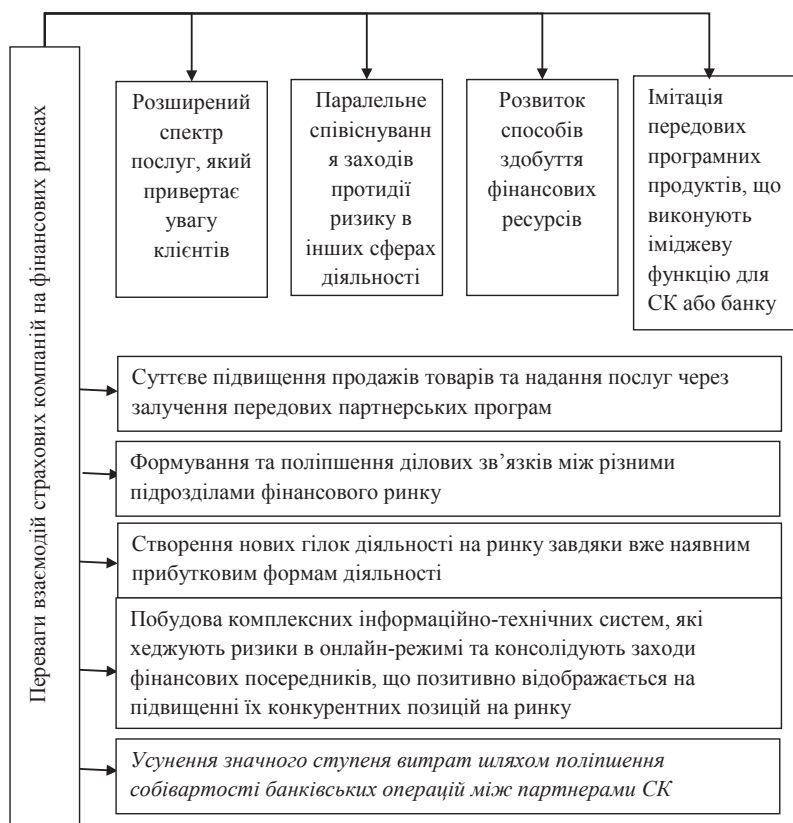 Переваги взаємодій страхових компаній на фінансових ринках
Розширений
спектр
послуг, який
привертає
увагу
клієнтів
Паралельне
співіснуванн
я заходів
протидії
ризику в
інших сферах
діяльності
Розвиток
способів
здобуття
фінансових
ресурсів
Імітація
передових
програмних
продуктів, що
виконують
іміджеву
функцію для
СК або банку
Суттєве підвищення продажів товарів та надання послуг через
залучення передових партнерських програм
Формування та поліпшення ділових зв’язків між різними
підрозділами фінансового ринку
Створення нових гілок діяльності на ринку завдяки вже наявним
прибутковим формам діяльності
Побудова комплексних інформаційно-технічних систем, які
хеджують ризики в онлайн-режимі та консолідують заходи
фінансових посередників, що позитивно відображається на
підвищенні їх конкурентних позицій на ринку
Усунення значного ступеня витрат шляхом поліпшення
собівартості банківських операцій між партнерами СК